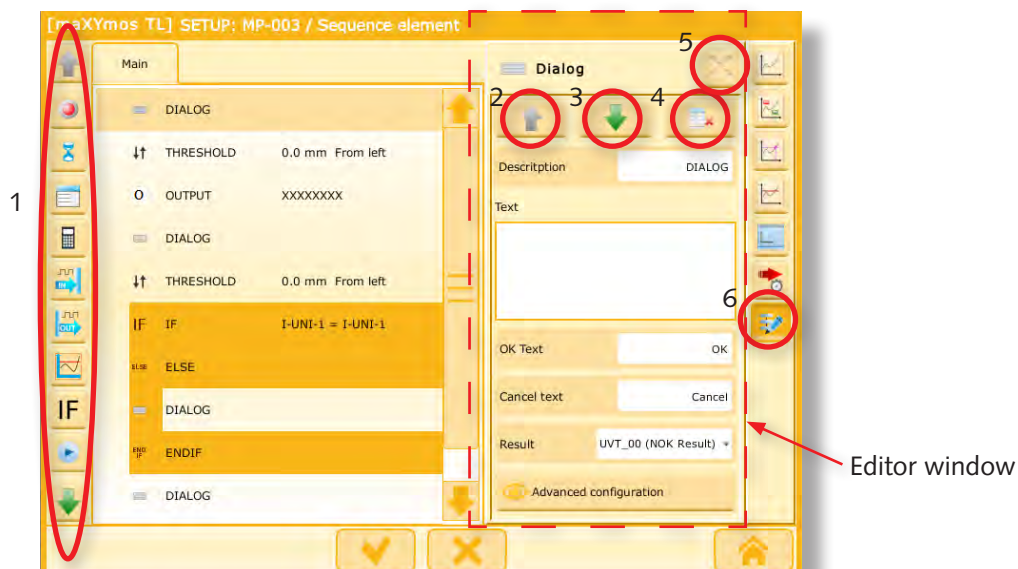 [maXYmos TL] SETUP: MP-003 / Sequence element
5
Main
Dialog
2
3
4
DIALOG
THRESHOLD 0.0 mm From left
Descritption DIALOG
1
O OUTPUT XXXXXXXX
Text
DIALOG
IN
THRESHOLD 0.0 mm From left
6
OUT
IF IF I-UNI-1 = I-UNI-1
OK Text OK
ELSE ELSE
Cancel text Cancel
IF
DIALOG
END IF ENDIF
Result UVT_00 (NOK Result)
Editor window
DIALOG
Advanced configuration